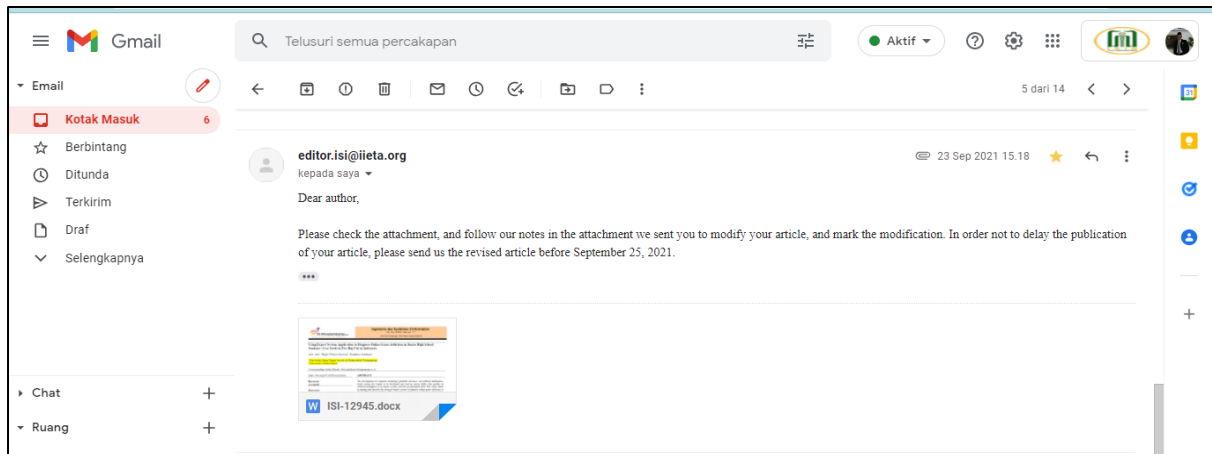 Gmail
Telusuri semua percakapan
Aktif
Email
5 dari 14
31
Kotak Masuk 6
Berbintang
Ditunda
Terkirim
Draf
Selengkapnya
editor.isi@iieta.org
23 Sep 2021 15.18
kepada saya
Dear author,
Please check the attachment, and follow our notes in the attachment we sent you to modify your article, and mark the modification. In order not to delay the publication
of your article, please send us the revised article before September 25, 2021.
W ISI-12945.docx
Chat
Ruang